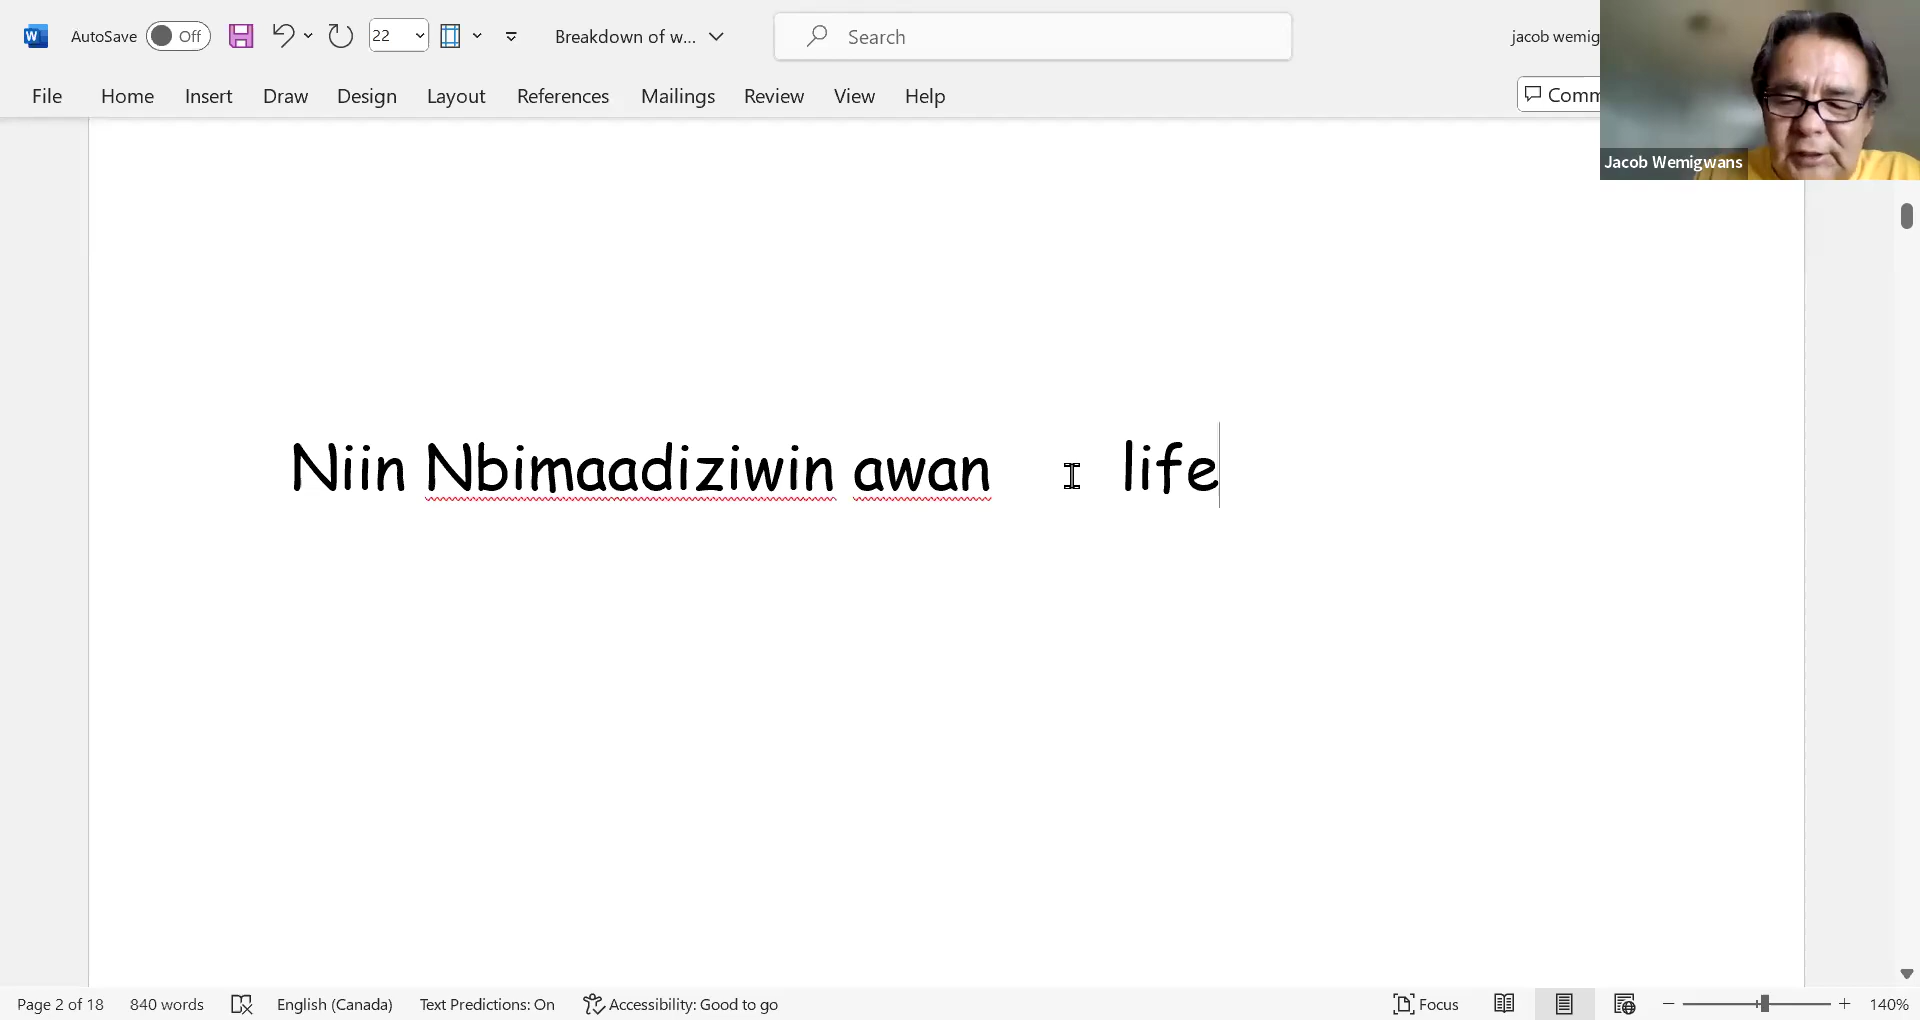 W AutoSave Off 22 Breakdown of w... Search jacob wemig
File Home Insert Draw Design Layout References Mailings Review View Help Comm
Jacob Wemigwans
Niin Nbimaadiziwin awan life
Page 2 of 18 840 words English (Canada) Text Predictions: On Accessibility: Good to go Focus 140%